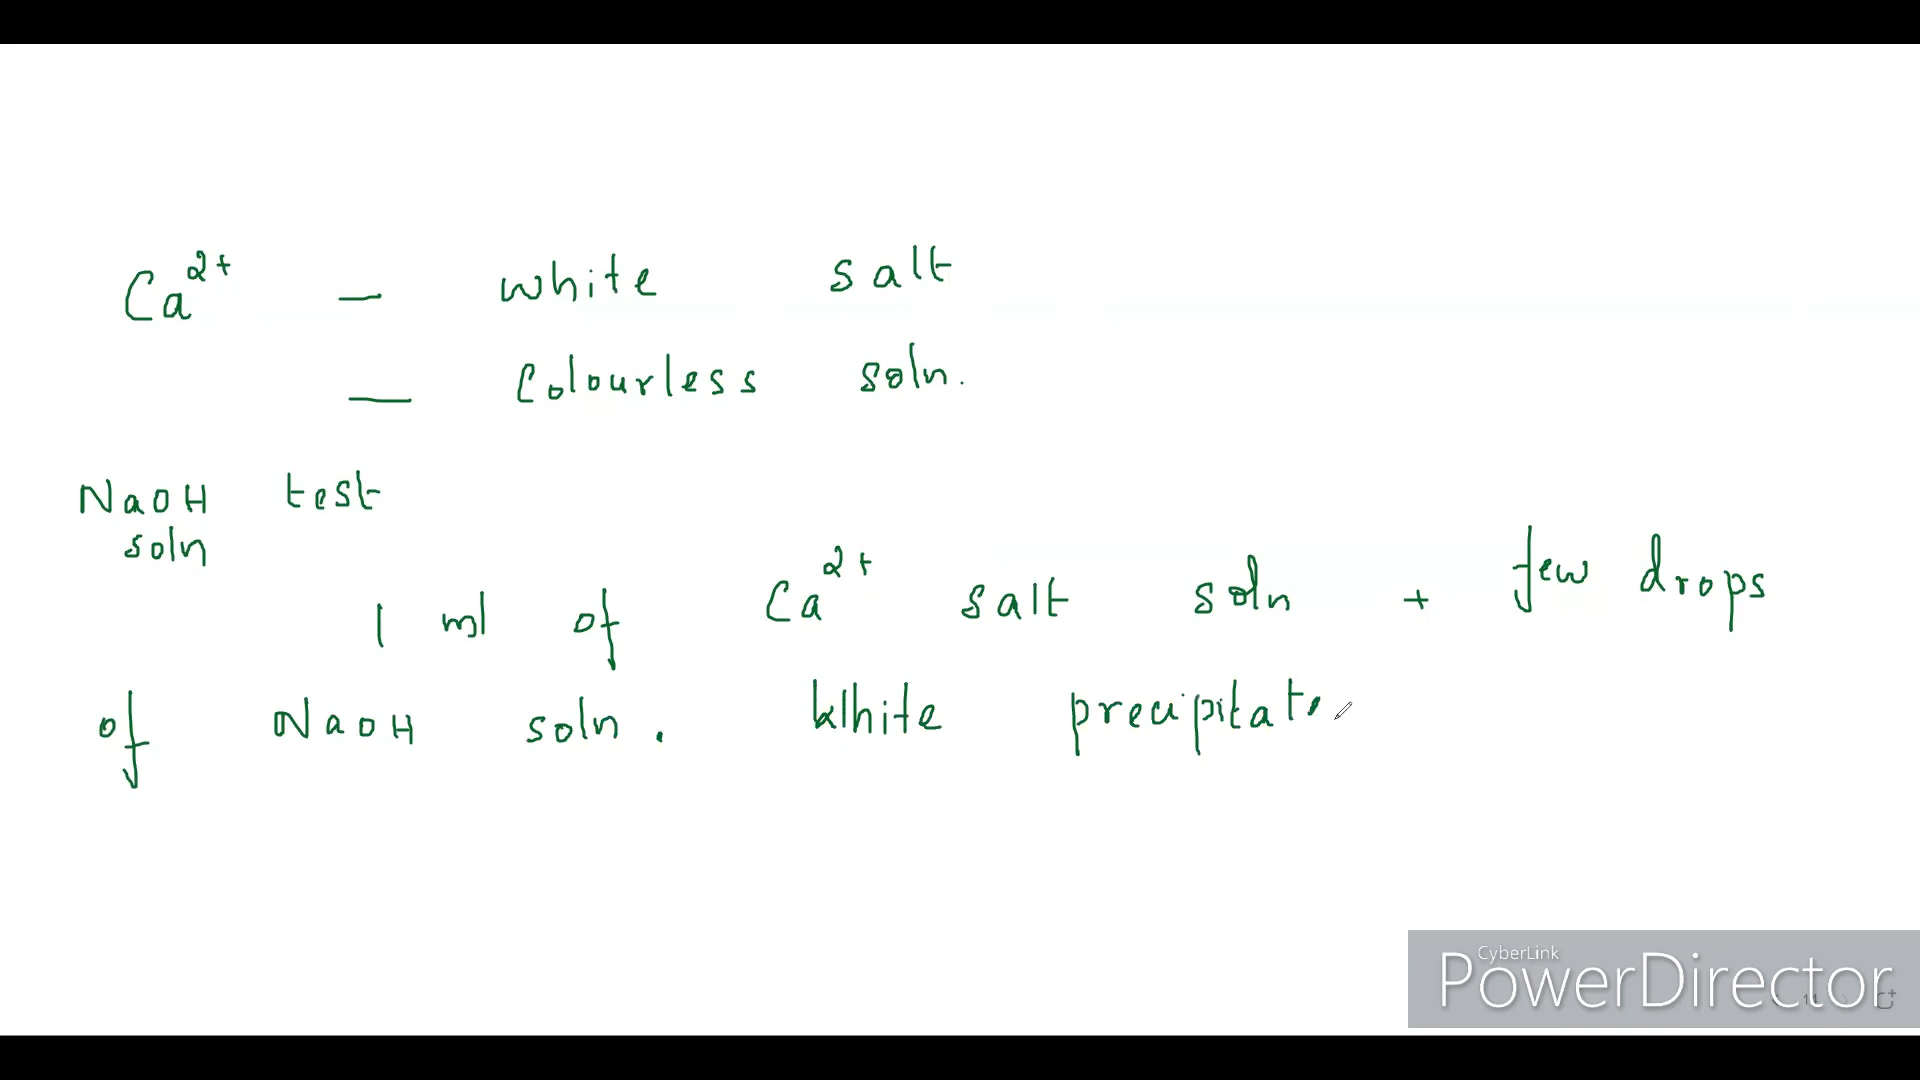 Ca²⁺ — white salt
— Colourless soln.
NaOH test
soln
1 ml of Ca²⁺ salt soln + few drops
of NaOH soln. White precipitate
CyberLink
PowerDirector